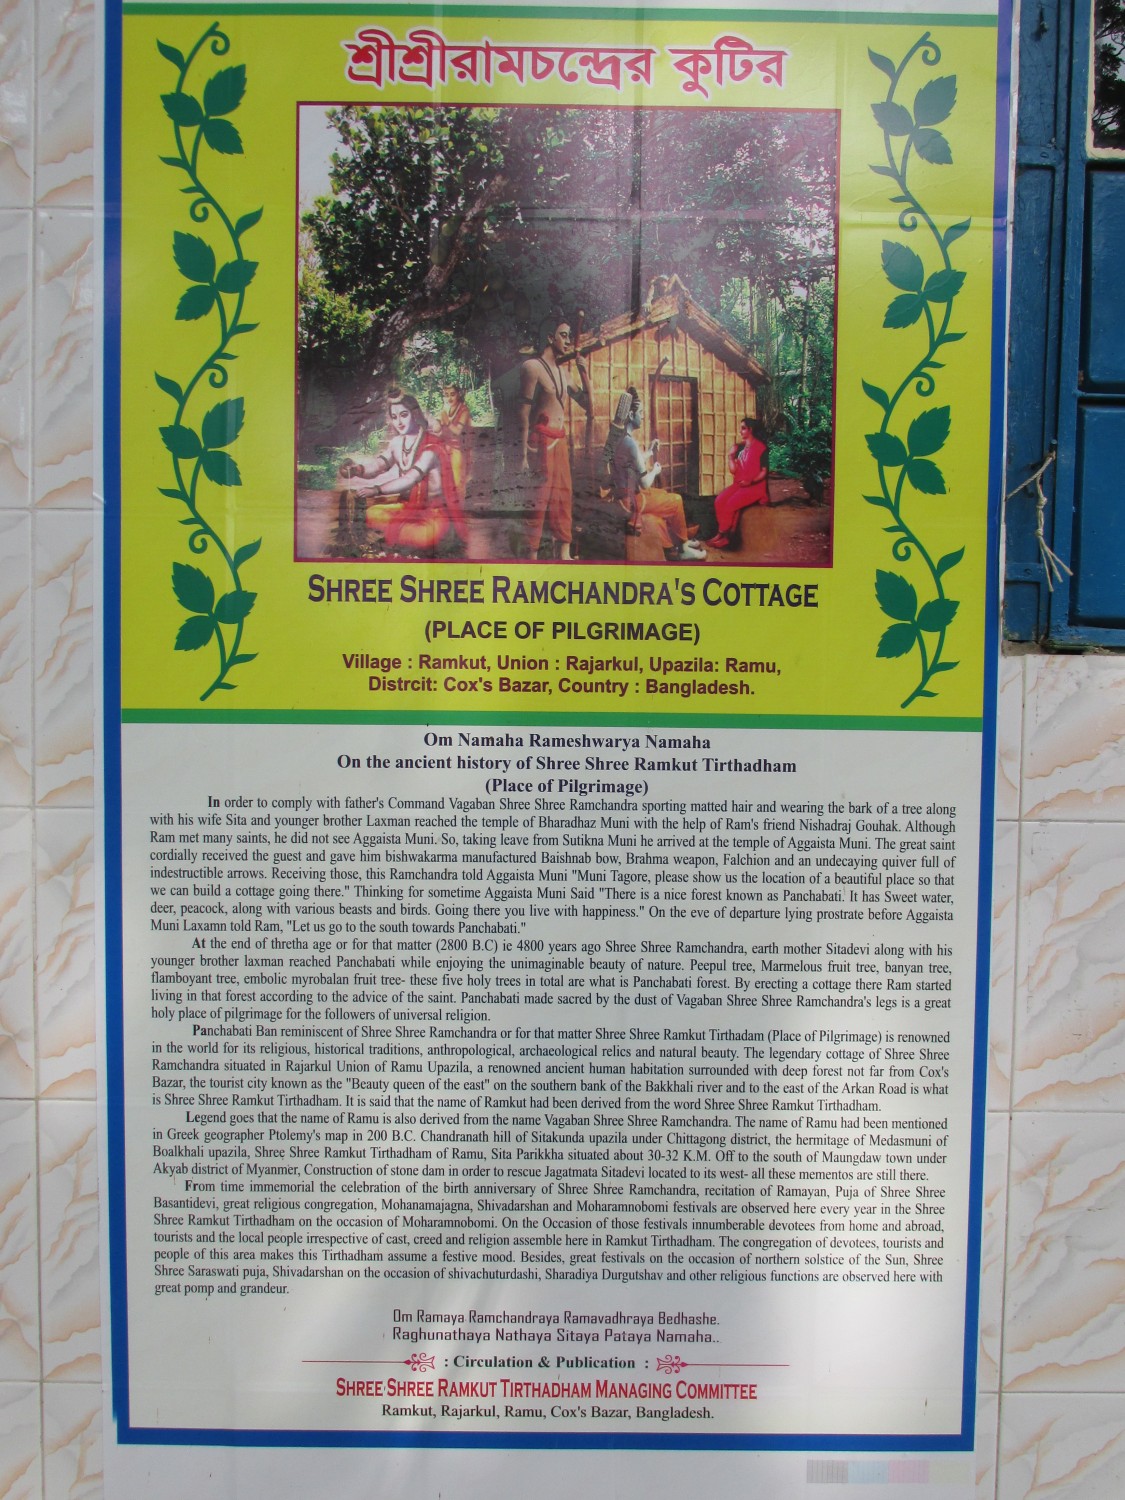 শ্রীশ্রীরামচন্দ্রের কুটির
SHREE SHREE RAMCHANDRA'S COTTAGE
(PLACE OF PILGRIMAGE)
Village : Ramkut, Union : Rajarkul, Upazila: Ramu,
Distrcit: Cox's Bazar, Country : Bangladesh.
Om Namaha Rameshwarya Namaha
On the ancient history of Shree Shree Ramkut Tirthadham
(Place of Pilgrimage)
In order to comply with father's Command Vagaban Shree Shree Ramchandra sporting matted hair and wearing the bark of a tree along
with his wife Sita and younger brother Laxman reached the temple of Bharadhaz Muni with the help of Ram's friend Nishadraj Gouhak. Although
Ram met many saints, he did not see Aggaista Muni. So, taking leave from Sutikna Muni he arrived at the temple of Aggaista Muni. The great saint
cordially received the guest and gave him bishwakarma manufactured Baishnab bow, Brahma weapon, Falchion and an undecaying quiver full of
indestructible arrows. Receiving those, this Ramchandra told Aggaista Muni "Muni Tagore, please show us the location of a beautiful place so that
we can build a cottage going there." Thinking for sometime Aggaista Muni Said "There is a nice forest known as Panchabati. It has Sweet water,
deer, peacock, along with various beasts and birds. Going there you live with happiness." On the eve of departure lying prostrate before Aggaista
Muni Laxamn told Ram, "Let us go to the south towards Panchabati."
At the end of thretha age or for that matter (2800 B.C) ie 4800 years ago Shree Shree Ramchandra, earth mother Sitadevi along with his
younger brother laxman reached Panchabati while enjoying the unimaginable beauty of nature. Peepul tree, Marmelous fruit tree, banyan tree,
flamboyant tree, embolic myrobalan fruit tree- these five holy trees in total are what is Panchabati forest. By erecting a cottage there Ram started
living in that forest according to the advice of the saint. Panchabati made sacred by the dust of Vagaban Shree Shree Ramchandra's legs is a great
holy place of pilgrimage for the followers of universal religion.
Panchabati Ban reminiscent of Shree Shree Ramchandra or for that matter Shree Shree Ramkut Tirthadam (Place of Pilgrimage) is renowned
in the world for its religious, historical traditions, anthropological, archaeological relics and natural beauty. The legendary cottage of Shree Shree
Ramchandra situated in Rajarkul Union of Ramu Upazila, a renowned ancient human habitation surrounded with deep forest not far from Cox's
Bazar, the tourist city known as the "Beauty queen of the east" on the southern bank of the Bakkhali river and to the east of the Arkan Road is what
is Shree Shree Ramkut Tirthadham. It is said that the name of Ramkut had been derived from the word Shree Shree Ramkut Tirthadham.
Legend goes that the name of Ramu is also derived from the name Vagaban Shree Shree Ramchandra. The name of Ramu had been mentioned
in Greek geographer Ptolemy's map in 200 B.C. Chandranath hill of Sitakunda upazila under Chittagong district, the hermitage of Medasmuni of
Boalkhali upazila, Shree Shree Ramkut Tirthadham of Ramu, Sita Parikkha situated about 30-32 K.M. Off to the south of Maungdaw town under
Akyab district of Myanmer, Construction of stone dam in order to rescue Jagatmata Sitadevi located to its west- all these mementos are still there.
From time immemorial the celebration of the birth anniversary of Shree Shree Ramchandra, recitation of Ramayan, Puja of Shree Shree
Basantidevi, great religious congregation, Mohanamajagna, Shivadarshan and Moharamnobomi festivals are observed here every year in the Shree
Shree Ramkut Tirthadham on the occasion of Moharamnobomi. On the Occasion of those festivals innumberable devotees from home and abroad,
tourists and the local people irrespective of cast, creed and religion assemble here in Ramkut Tirthadham. The congregation of devotees, tourists and
people of this area makes this Tirthadham assume a festive mood. Besides, great festivals on the occasion of northern solstice of the Sun, Shree
Shree Saraswati puja, Shivadarshan on the occasion of shivachuturdashi, Sharadiya Durgutshav and other religious functions are observed here with
great pomp and grandeur.
Om Ramaya Ramchandraya Ramavadhraya Bedhashe.
Raghunathaya Nathaya Sitaya Pataya Namaha..
: Circulation & Publication :
SHREE SHREE RAMKUT TIRTHADHAM MANAGING COMMITTEE
Ramkut, Rajarkul, Ramu, Cox's Bazar, Bangladesh.